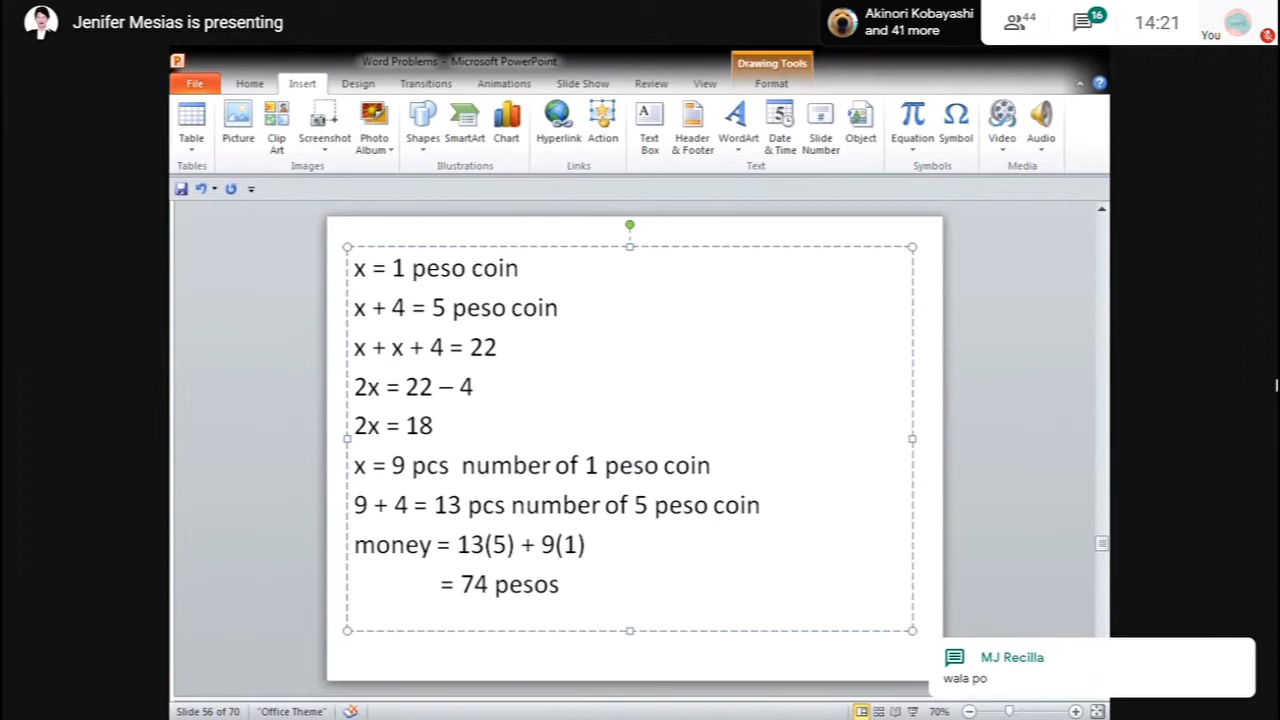 Jenifer Mesias is presenting
Akinori Kobayashi
and 41 more
44
16
14:21
You
Word Problems - Microsoft PowerPoint
Drawing Tools
File Home Insert Design Transitions Animations Slide Show Review View Format
Table Picture Clip Art Screenshot Photo Album Shapes SmartArt Chart Hyperlink Action Text Box Header & Footer WordArt Date & Time Slide Number Object Equation Symbol Video Audio
Tables Images Illustrations Links Text Symbols Media
x = 1 peso coin
x + 4 = 5 peso coin
x + x + 4 = 22
2x = 22 – 4
2x = 18
x = 9 pcs  number of 1 peso coin
9 + 4 = 13 pcs number of 5 peso coin
money = 13(5) + 9(1)
= 74 pesos
MJ Recilla
wala po
Slide 56 of 70 "Office Theme" 70%